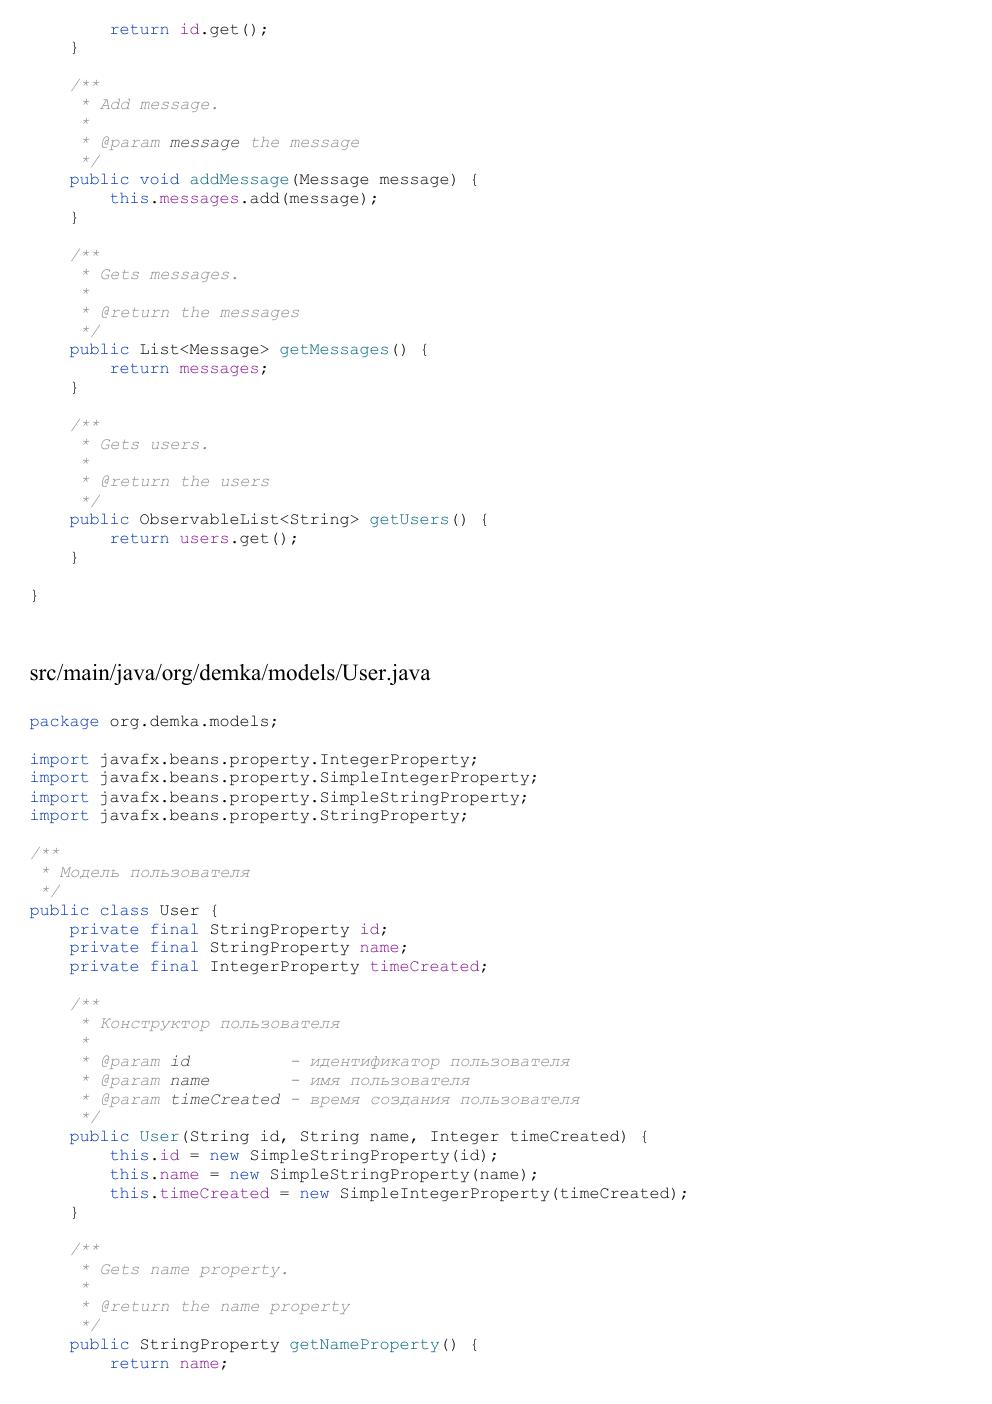 return id.get();
    }

    /**
     * Add message.
     *
     * @param message the message
     */
    public void addMessage(Message message) {
        this.messages.add(message);
    }

    /**
     * Gets messages.
     *
     * @return the messages
     */
    public List<Message> getMessages() {
        return messages;
    }

    /**
     * Gets users.
     *
     * @return the users
     */
    public ObservableList<String> getUsers() {
        return users.get();
    }

}

src/main/java/org/demka/models/User.java

package org.demka.models;

import javafx.beans.property.IntegerProperty;
import javafx.beans.property.SimpleIntegerProperty;
import javafx.beans.property.SimpleStringProperty;
import javafx.beans.property.StringProperty;

/**
 * Модель пользователя
 */
public class User {
    private final StringProperty id;
    private final StringProperty name;
    private final IntegerProperty timeCreated;

    /**
     * Конструктор пользователя
     *
     * @param id          - идентификатор пользователя
     * @param name        - имя пользователя
     * @param timeCreated - время создания пользователя
     */
    public User(String id, String name, Integer timeCreated) {
        this.id = new SimpleStringProperty(id);
        this.name = new SimpleStringProperty(name);
        this.timeCreated = new SimpleIntegerProperty(timeCreated);
    }

    /**
     * Gets name property.
     *
     * @return the name property
     */
    public StringProperty getNameProperty() {
        return name;